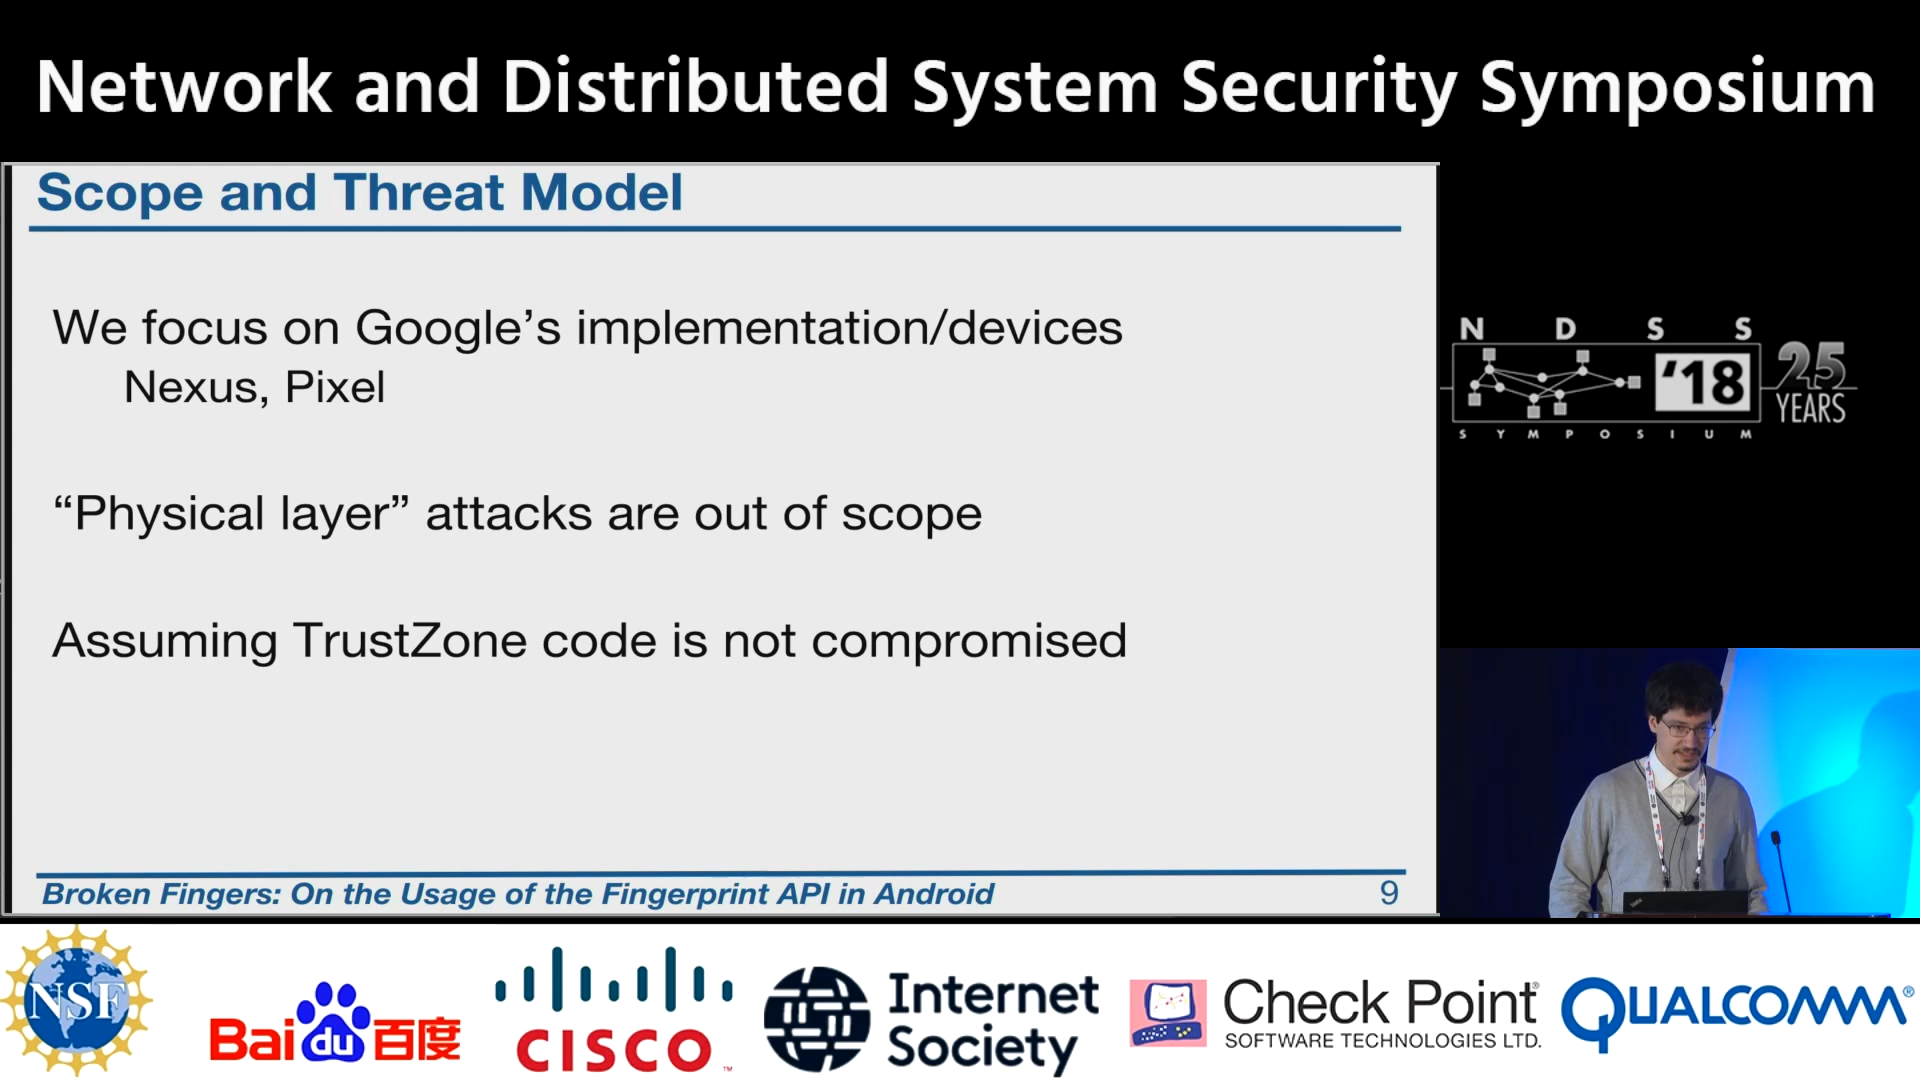 Network and Distributed System Security Symposium
Scope and Threat Model
We focus on Google’s implementation/devices
Nexus, Pixel
“Physical layer” attacks are out of scope
Assuming TrustZone code is not compromised
Broken Fingers: On the Usage of the Fingerprint API in Android
9
N D S S
‘18
25
YEARS
S Y M P O S I U M
NSF
Bai du 百度
CISCO ™
Internet
Society
Check Point
SOFTWARE TECHNOLOGIES LTD.
QUALCOMM®